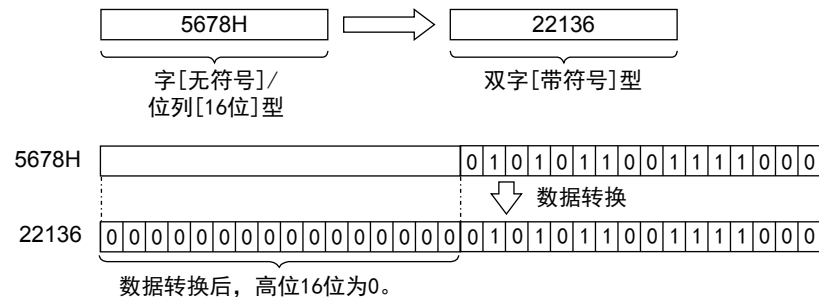 5678H 22136
字[无符号]/ 双字[带符号]型
位列[16位]型
5678H 0 1 0 1 0 1 1 0 0 1 1 1 1 0 0 0
数据转换
22136 0 0 0 0 0 0 0 0 0 0 0 0 0 0 0 0 0 1 0 1 0 1 1 0 0 1 1 1 1 0 0 0
数据转换后，高位16位为0。